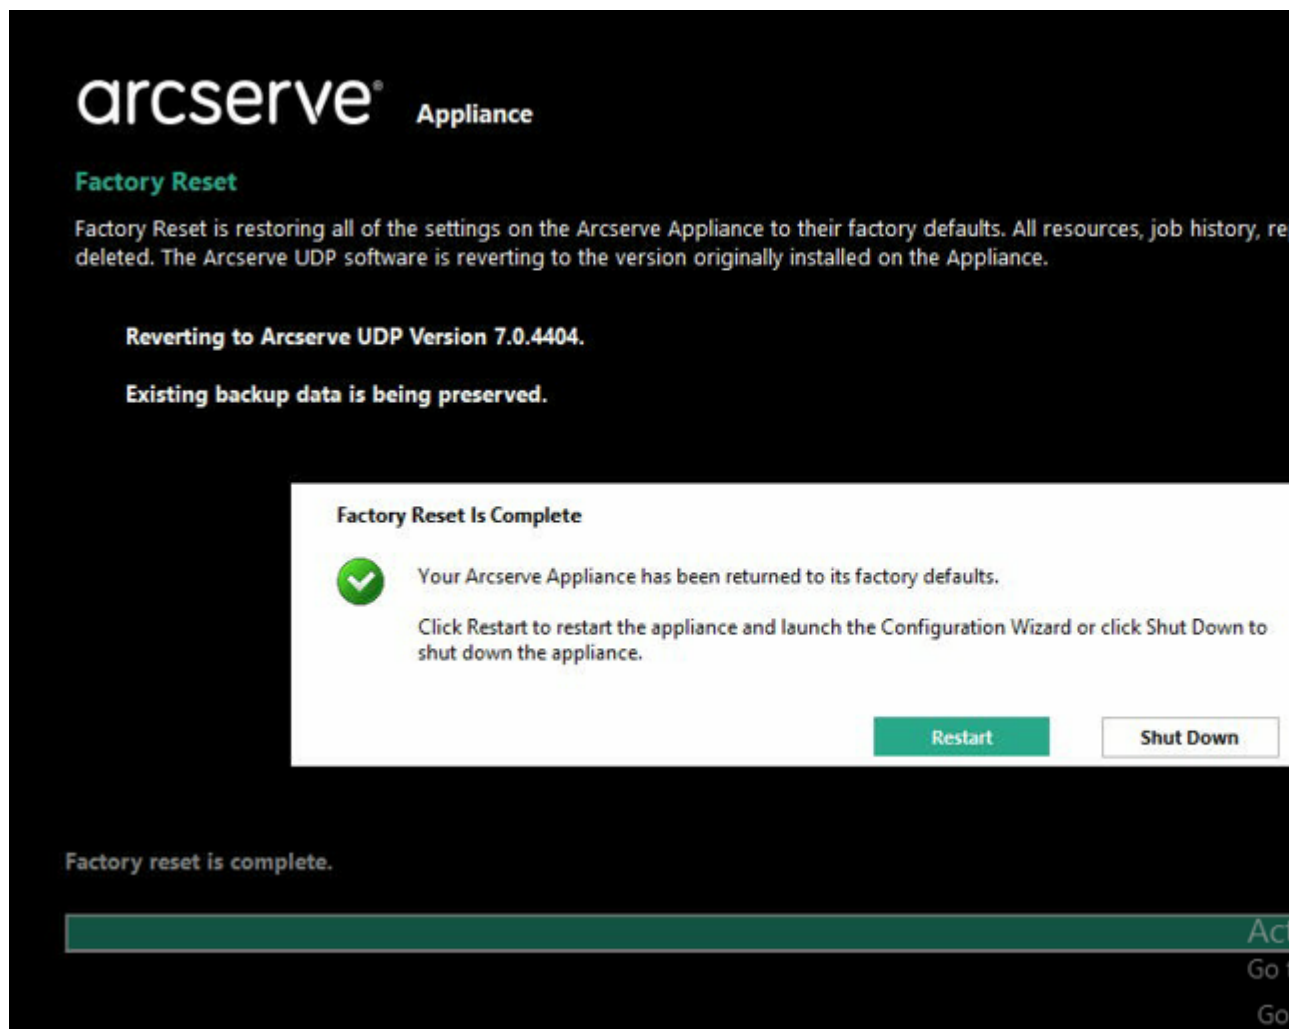 arcserve® Appliance
Factory Reset
Factory Reset is restoring all of the settings on the Arcserve Appliance to their factory defaults. All resources, job history,
deleted. The Arcserve UDP software is reverting to the version originally installed on the Appliance.
Reverting to Arcserve UDP Version 7.0.4404.
Existing backup data is being preserved.
Factory Reset Is Complete
Your Arcserve Appliance has been returned to its factory defaults.
Click Restart to restart the appliance and launch the Configuration Wizard or click Shut Down to
shut down the appliance.
Restart Shut Down
Factory reset is complete.
Go
Go